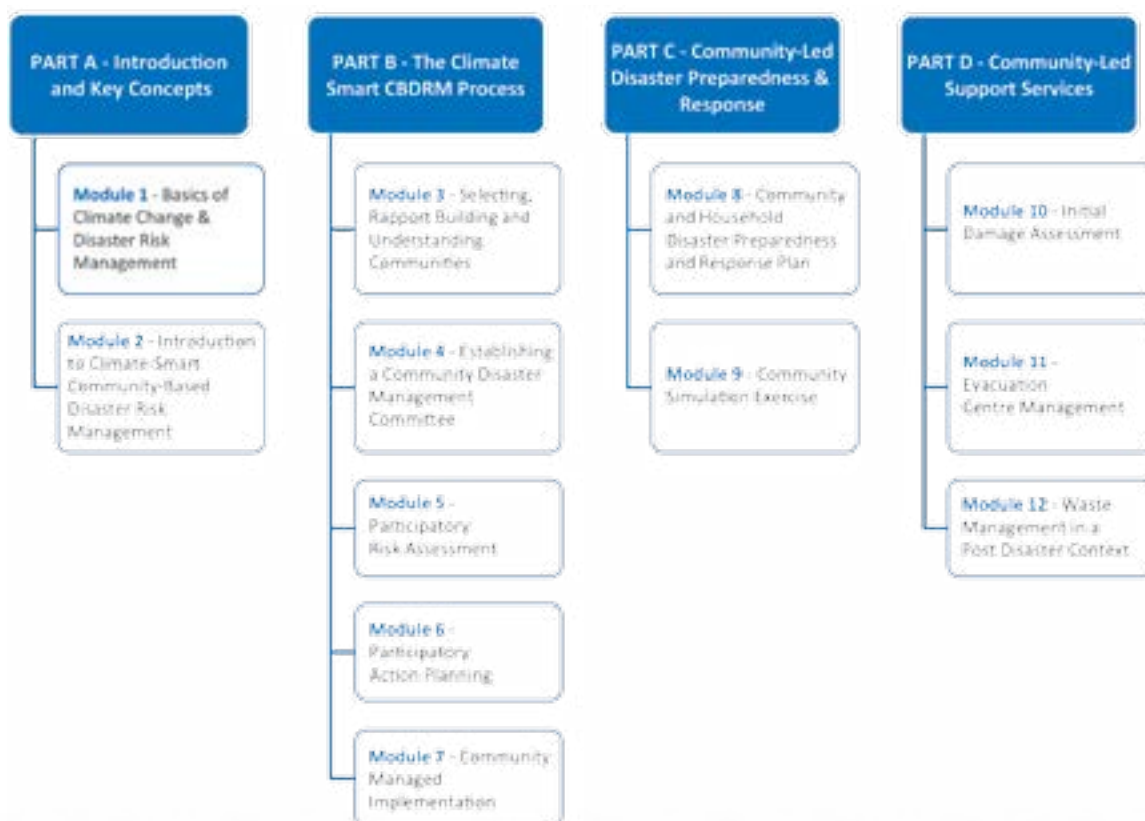 PART A - Introduction
and Key Concepts
Module 1 - Basics of
Climate Change &
Disaster Risk
Management
Module 2 - Introduction
to Climate-Smart
Community-Based
Disaster Risk
Management
PART B - The Climate
Smart CBDRM Process
Module 3 - Selecting,
Rapport Building and
Understanding
Communities
Module 4 - Establishing
a Community Disaster
Management
Committee
Module 5 -
Participatory
Risk Assessment
Module 6 -
Participatory
Action Planning
Module 7 - Community
Managed
Implementation
PART C - Community-Led
Disaster Preparedness &
Response
Module 8 - Community
and Household
Disaster Preparedness
and Response Plan
Module 9 - Community
Simulation Exercise
PART D - Community-Led
Support Services
Module 10 - Initial
Damage Assessment
Module 11 -
Evacuation
Centre Management
Module 12 - Waste
Management in a
Post Disaster Context